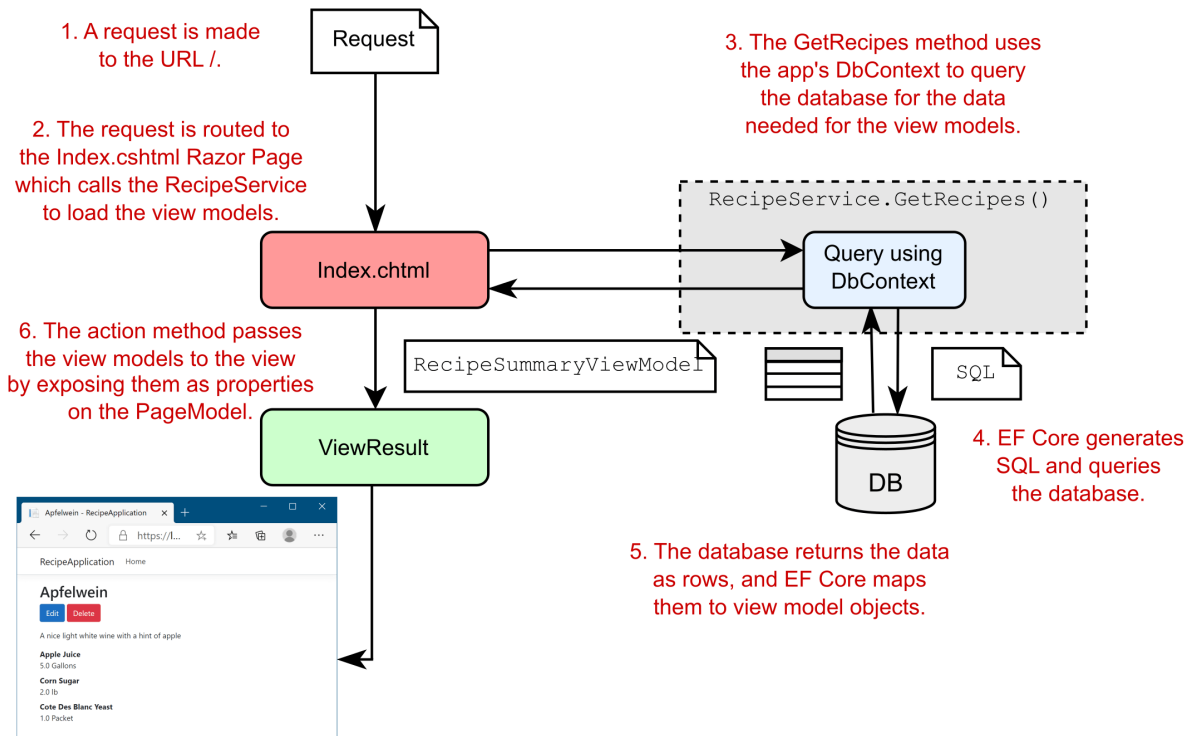 1. A request is made
to the URL /.
Request
3. The GetRecipes method uses
the app's DbContext to query
the database for the data
needed for the view models.
2. The request is routed to
the Index.cshtml Razor Page
which calls the RecipeService
to load the view models.
RecipeService.GetRecipes()
Index.chtml
Query using
DbContext
6. The action method passes
the view models to the view
by exposing them as properties
on the PageModel.
RecipeSummaryViewModel
SQL
ViewResult
DB
4. EF Core generates
SQL and queries
the database.
5. The database returns the data
as rows, and EF Core maps
them to view model objects.
Apfelwein - RecipeApplication
https://l...
RecipeApplication Home
Apfelwein
Edit Delete
A nice light white wine with a hint of apple
Apple Juice
5.0 Gallons
Corn Sugar
2.0 lb
Cote Des Blanc Yeast
1.0 Packet